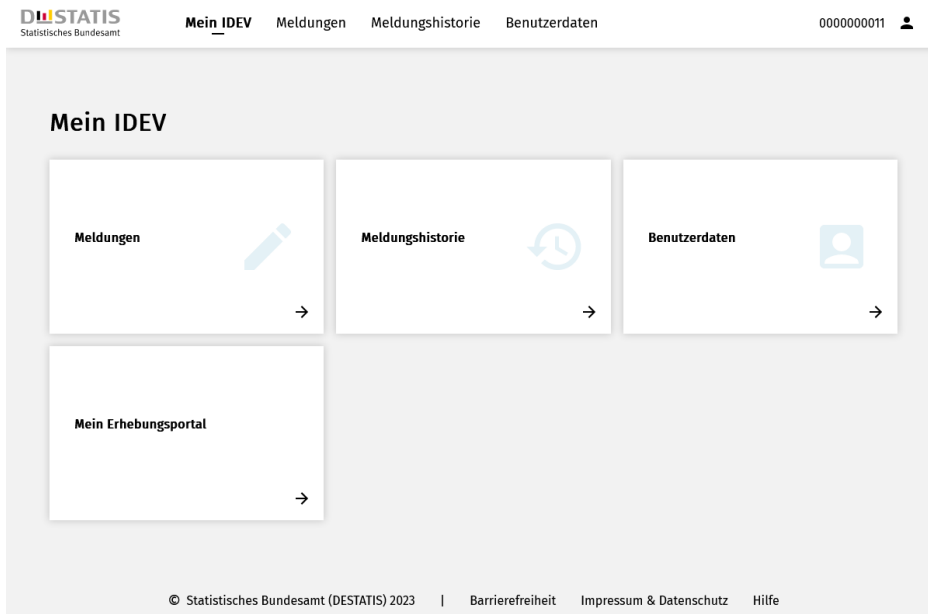 DESTATIS
Statistisches Bundesamt
Mein IDEV Meldungen Meldungshistorie Benutzerdaten 0000000011
Mein IDEV
Meldungen Meldungshistorie Benutzerdaten
Mein Erhebungsportal
© Statistisches Bundesamt (DESTATIS) 2023 | Barrierefreiheit Impressum & Datenschutz Hilfe